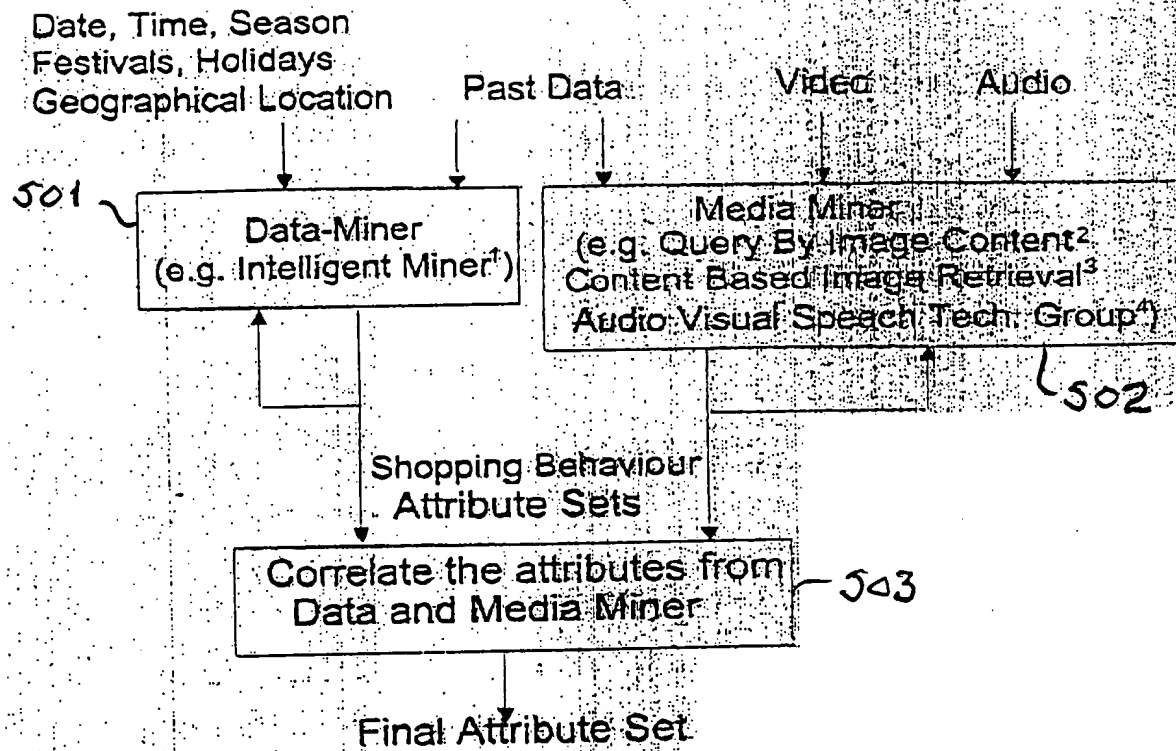 Date, Time, Season
Festivals, Holidays
Geographical Location
Past Data
Video
Audio
501
Data-Miner
(e.g. Intelligent Miner¹)
Media Miner
(e.g. Query By Image Content²
Content Based Image Retrieval³
Audio Visual Speach Tech. Group⁴)
502
Shopping Behaviour
Attribute Sets
Correlate the attributes from
Data and Media Miner
503
Final Attribute Set